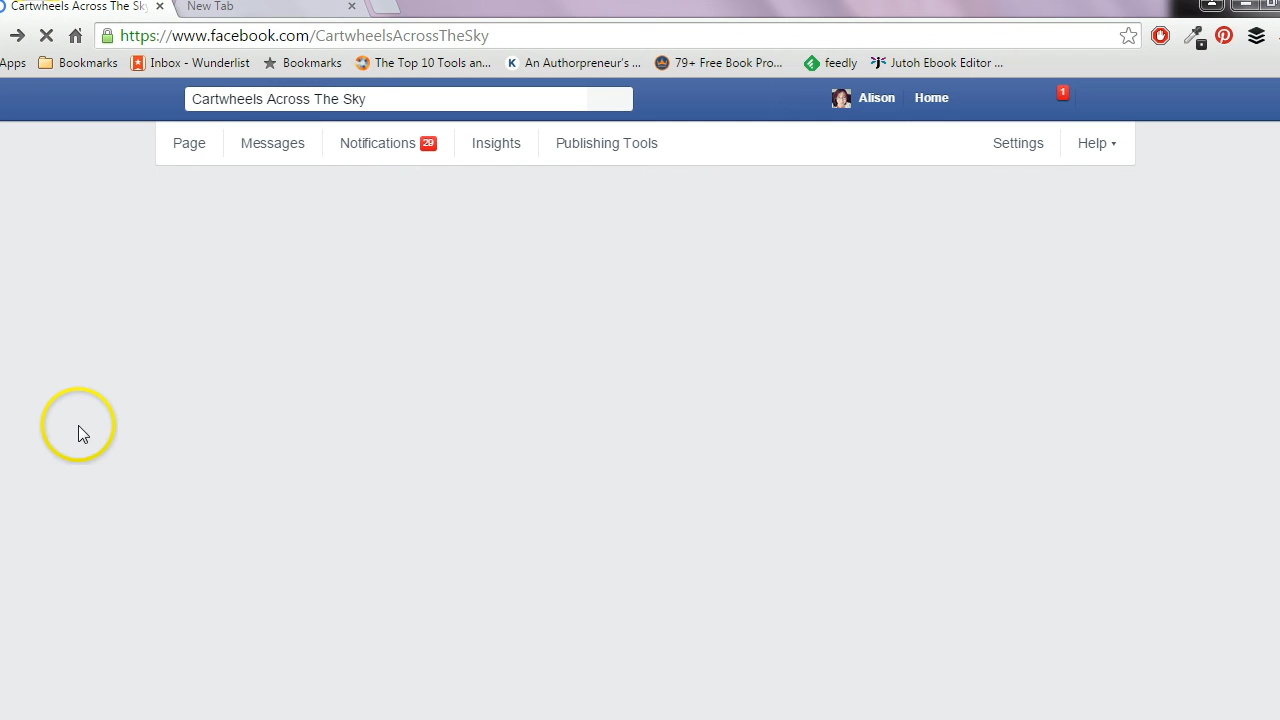 Cartwheels Across The Sky New Tab
https://www.facebook.com/CartwheelsAcrossTheSky
Apps Bookmarks Inbox - Wunderlist Bookmarks The Top 10 Tools an... An Authorpreneur's ... 79+ Free Book Pro... feedly Jutoh Ebook Editor ...
Cartwheels Across The Sky Alison Home 1
Page Messages Notifications 29 Insights Publishing Tools Settings Help